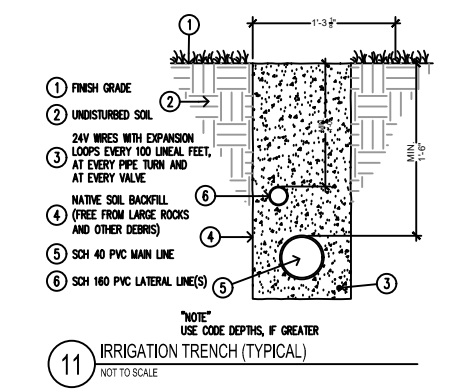 1
1'-3 1/2"
1 FINISH GRADE
2 UNDISTURBED SOIL
2
24V WIRES WITH EXPANSION
3 LOOPS EVERY 100 LINEAL FEET,
AT EVERY PIPE TURN AND
AT EVERY VALVE
MIN.
1'-6"
NATIVE SOIL BACKFILL
4 (FREE FROM LARGE ROCKS
AND OTHER DEBRIS)
6
4
5 SCH 40 PVC MAIN LINE
6 SCH 160 PVC LATERAL LINE(S)
5
3
"NOTE"
USE CODE DEPTHS, IF GREATER
11 IRRIGATION TRENCH (TYPICAL)
NOT TO SCALE